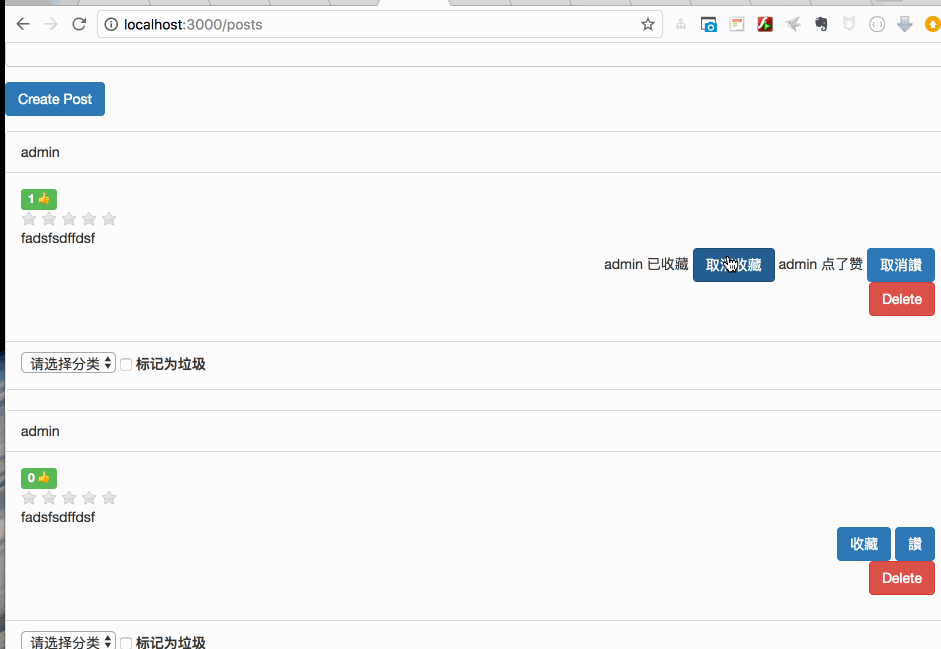 localhost:3000/posts
Create Post
admin
1
fadsfsdffdsf
admin 已收藏 取消收藏 admin 点了赞 取消讚
Delete
请选择分类 标记为垃圾
admin
0
fadsfsdffdsf
收藏 讚
Delete
请选择分类 标记为垃圾